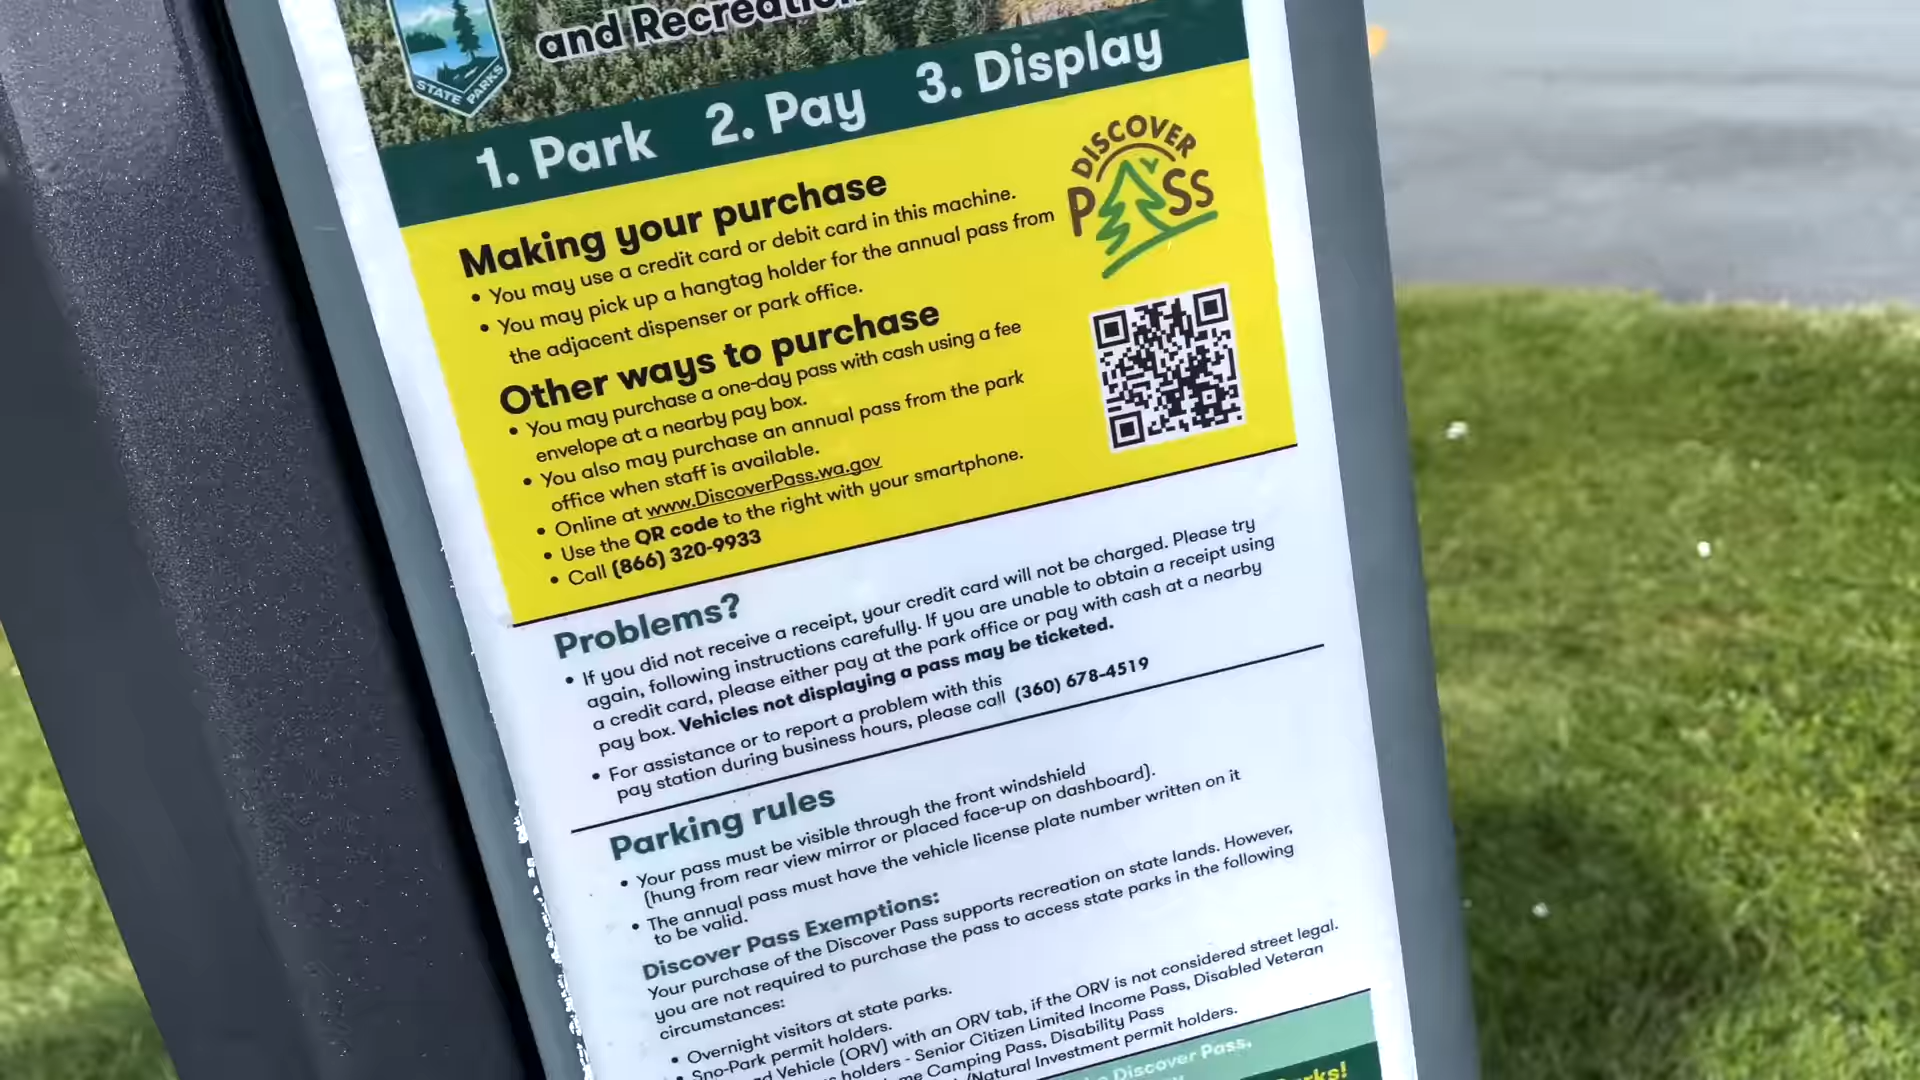 and Recreation
STATE PARKS
1. Park 2. Pay 3. Display
DISCOVER
PASS
Making your purchase
• You may use a credit card or debit card in this machine.
• You may pick up a hangtag holder for the annual pass from
the adjacent dispenser or park office.
Other ways to purchase
• You may purchase a one-day pass with cash using a fee
envelope at a nearby pay box.
• You also may purchase an annual pass from the park
office when staff is available.
• Online at www.DiscoverPass.wa.gov
• Use the QR code to the right with your smartphone.
• Call (866) 320-9933
Problems?
• If you did not receive a receipt, your credit card will not be charged. Please try
again, following instructions carefully. If you are unable to obtain a receipt using
a credit card, please either pay at the park office or pay with cash at a nearby
pay box. Vehicles not displaying a pass may be ticketed.
• For assistance or to report a problem with this
pay station during business hours, please call (360) 678-4519
Parking rules
• Your pass must be visible through the front windshield
(hung from rear view mirror or placed face-up on dashboard).
• The annual pass must have the vehicle license plate number written on it
to be valid.
Discover Pass Exemptions:
Your purchase of the Discover Pass supports recreation on state lands. However,
you are not required to purchase the pass to access state parks in the following
circumstances:
• Overnight visitors at state parks.
• Sno-Park permit holders.
Vehicle (ORV) with an ORV tab, if the ORV is not considered street legal.
holders - Senior Citizen Limited Income Pass, Disabled Veteran
Camping Pass, Disability Pass
/Natural Investment permit holders.
Discover Pass.